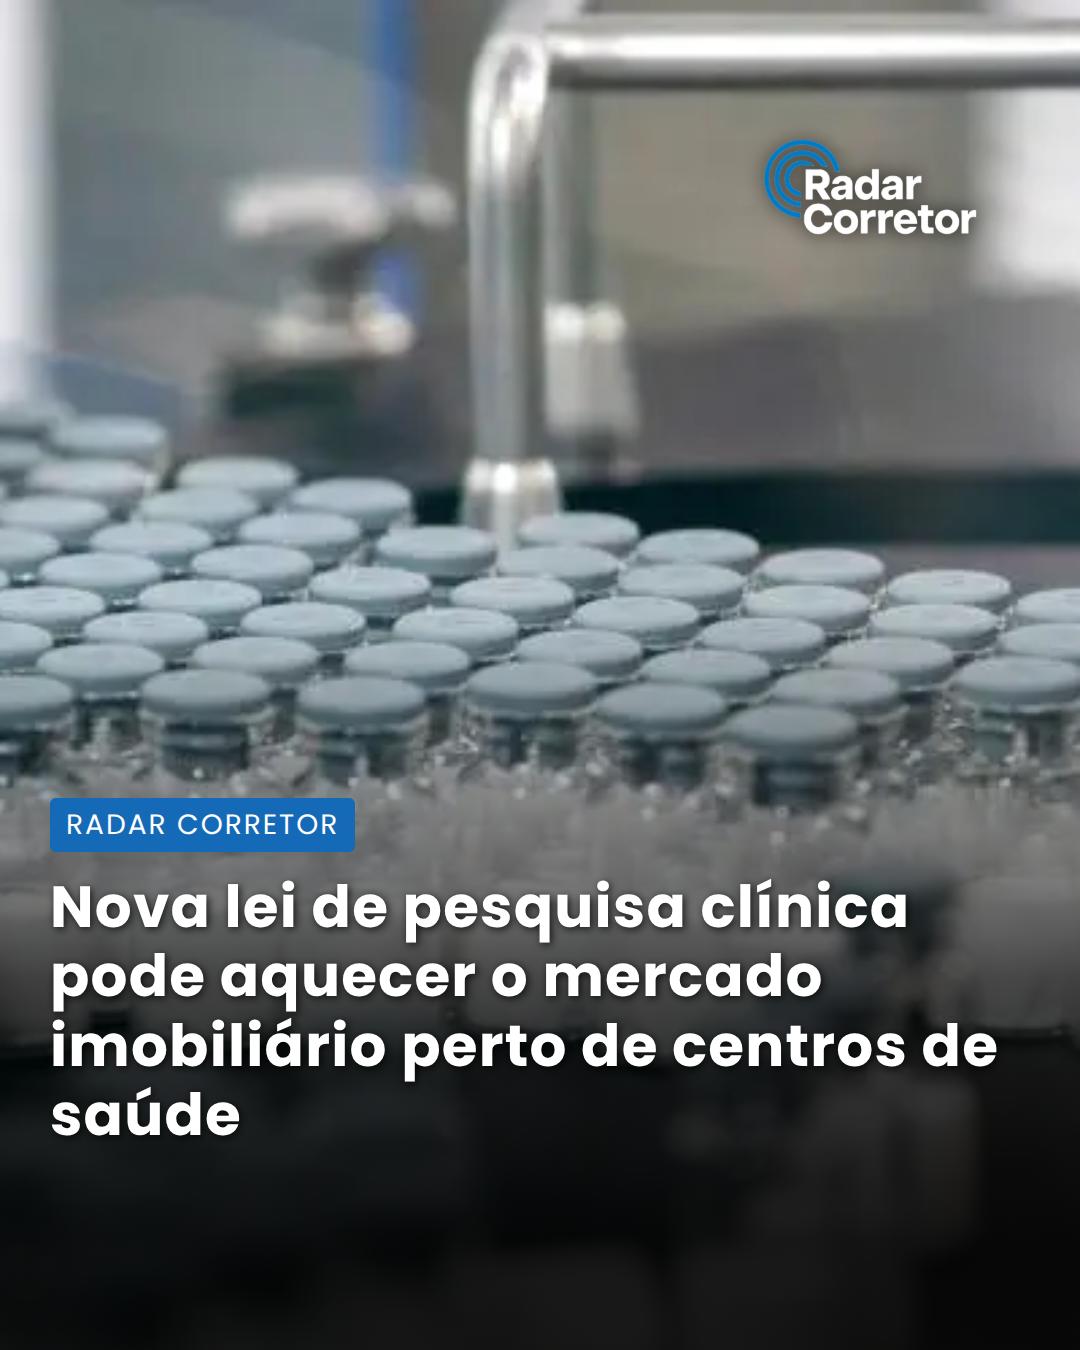 Radar
Corretor
RADAR CORRETOR
Nova lei de pesquisa clínica
pode aquecer o mercado
imobiliário perto de centros de
saúde